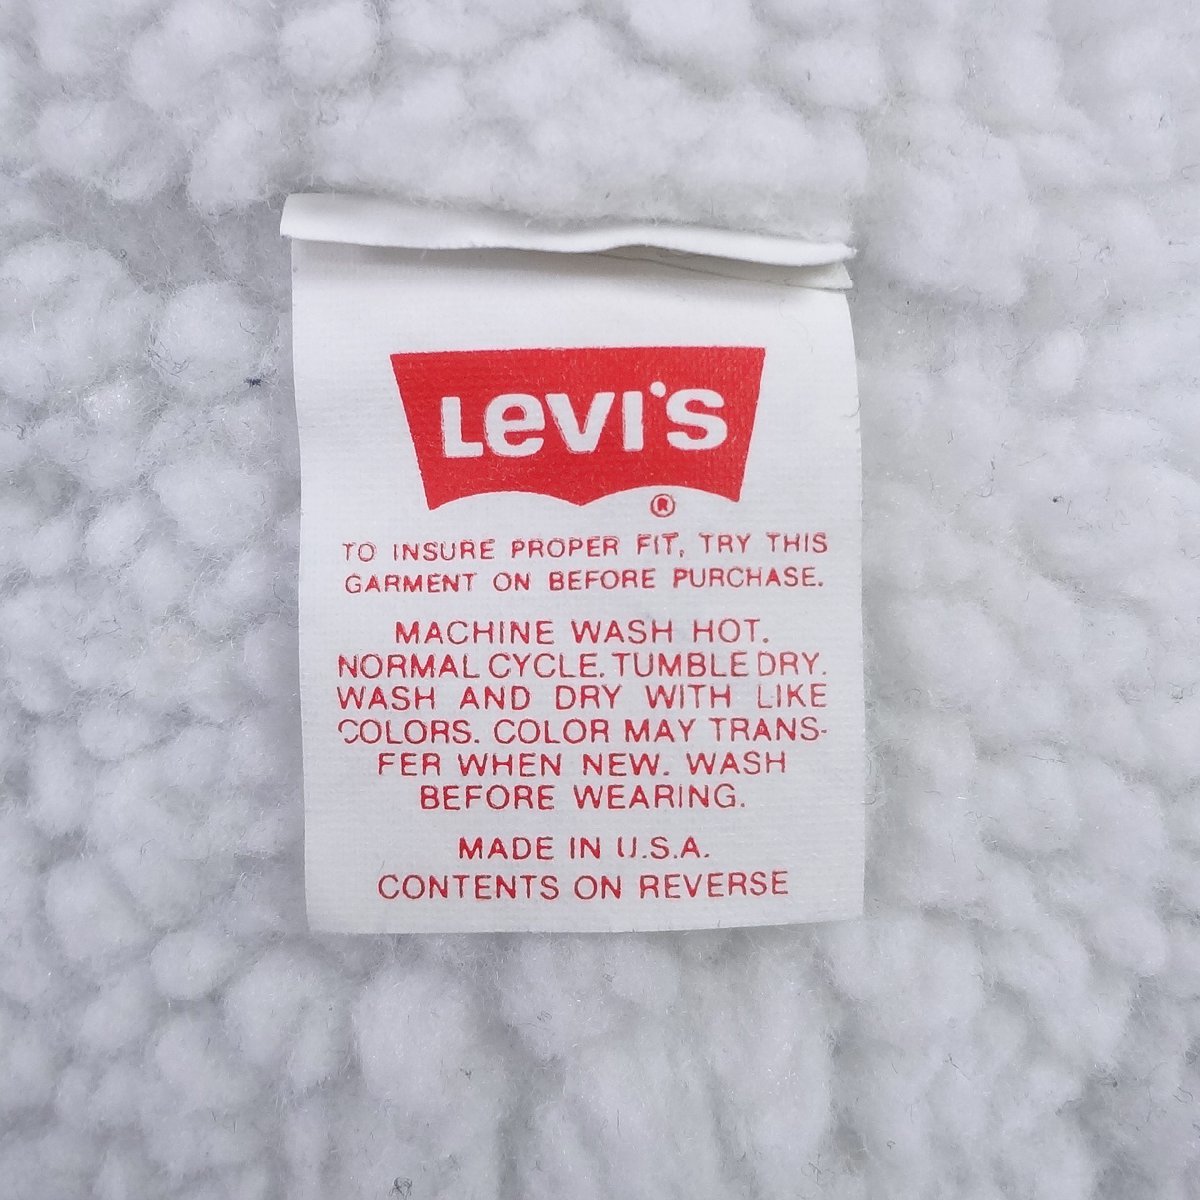 LEVI'S
®
TO INSURE PROPER FIT, TRY THIS
GARMENT ON BEFORE PURCHASE.
MACHINE WASH HOT.
NORMAL CYCLE. TUMBLE DRY.
WASH AND DRY WITH LIKE
COLORS. COLOR MAY TRANS-
FER WHEN NEW. WASH
BEFORE WEARING.
MADE IN U.S.A.
CONTENTS ON REVERSE